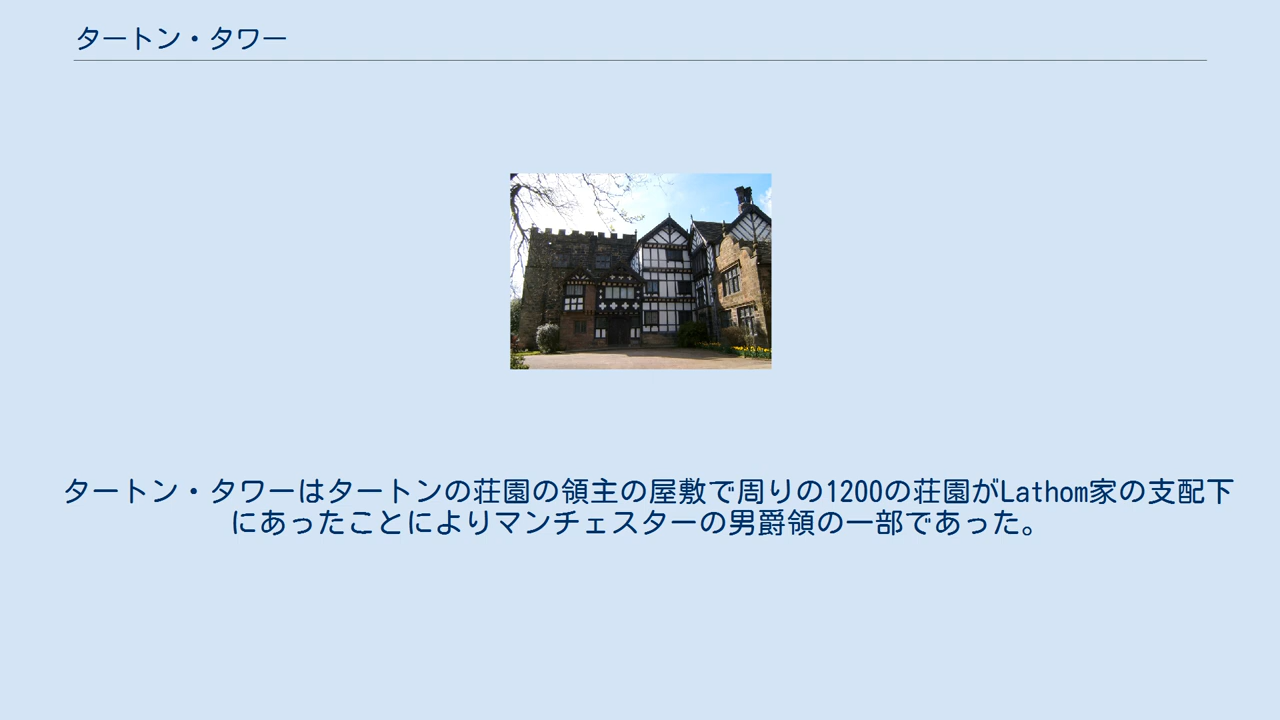 タートン・タワー
タートン・タワーはタートンの荘園の領主の屋敷で周りの1200の荘園がLathom家の支配下
にあったことによりマンチェスターの男爵領の一部であった。